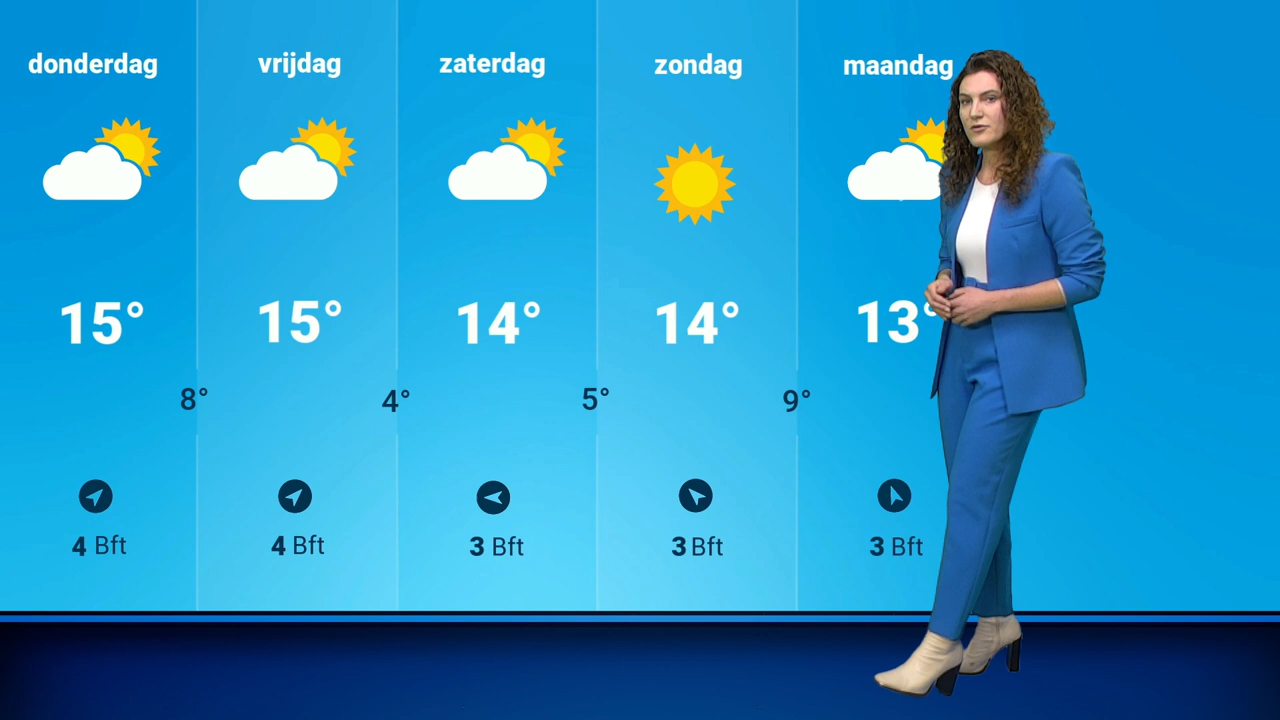 donderdag vrijdag zaterdag zondag maandag
15° 15° 14° 14° 13°
8° 4° 5° 9°
4 Bft 4 Bft 3 Bft 3 Bft 3 Bft